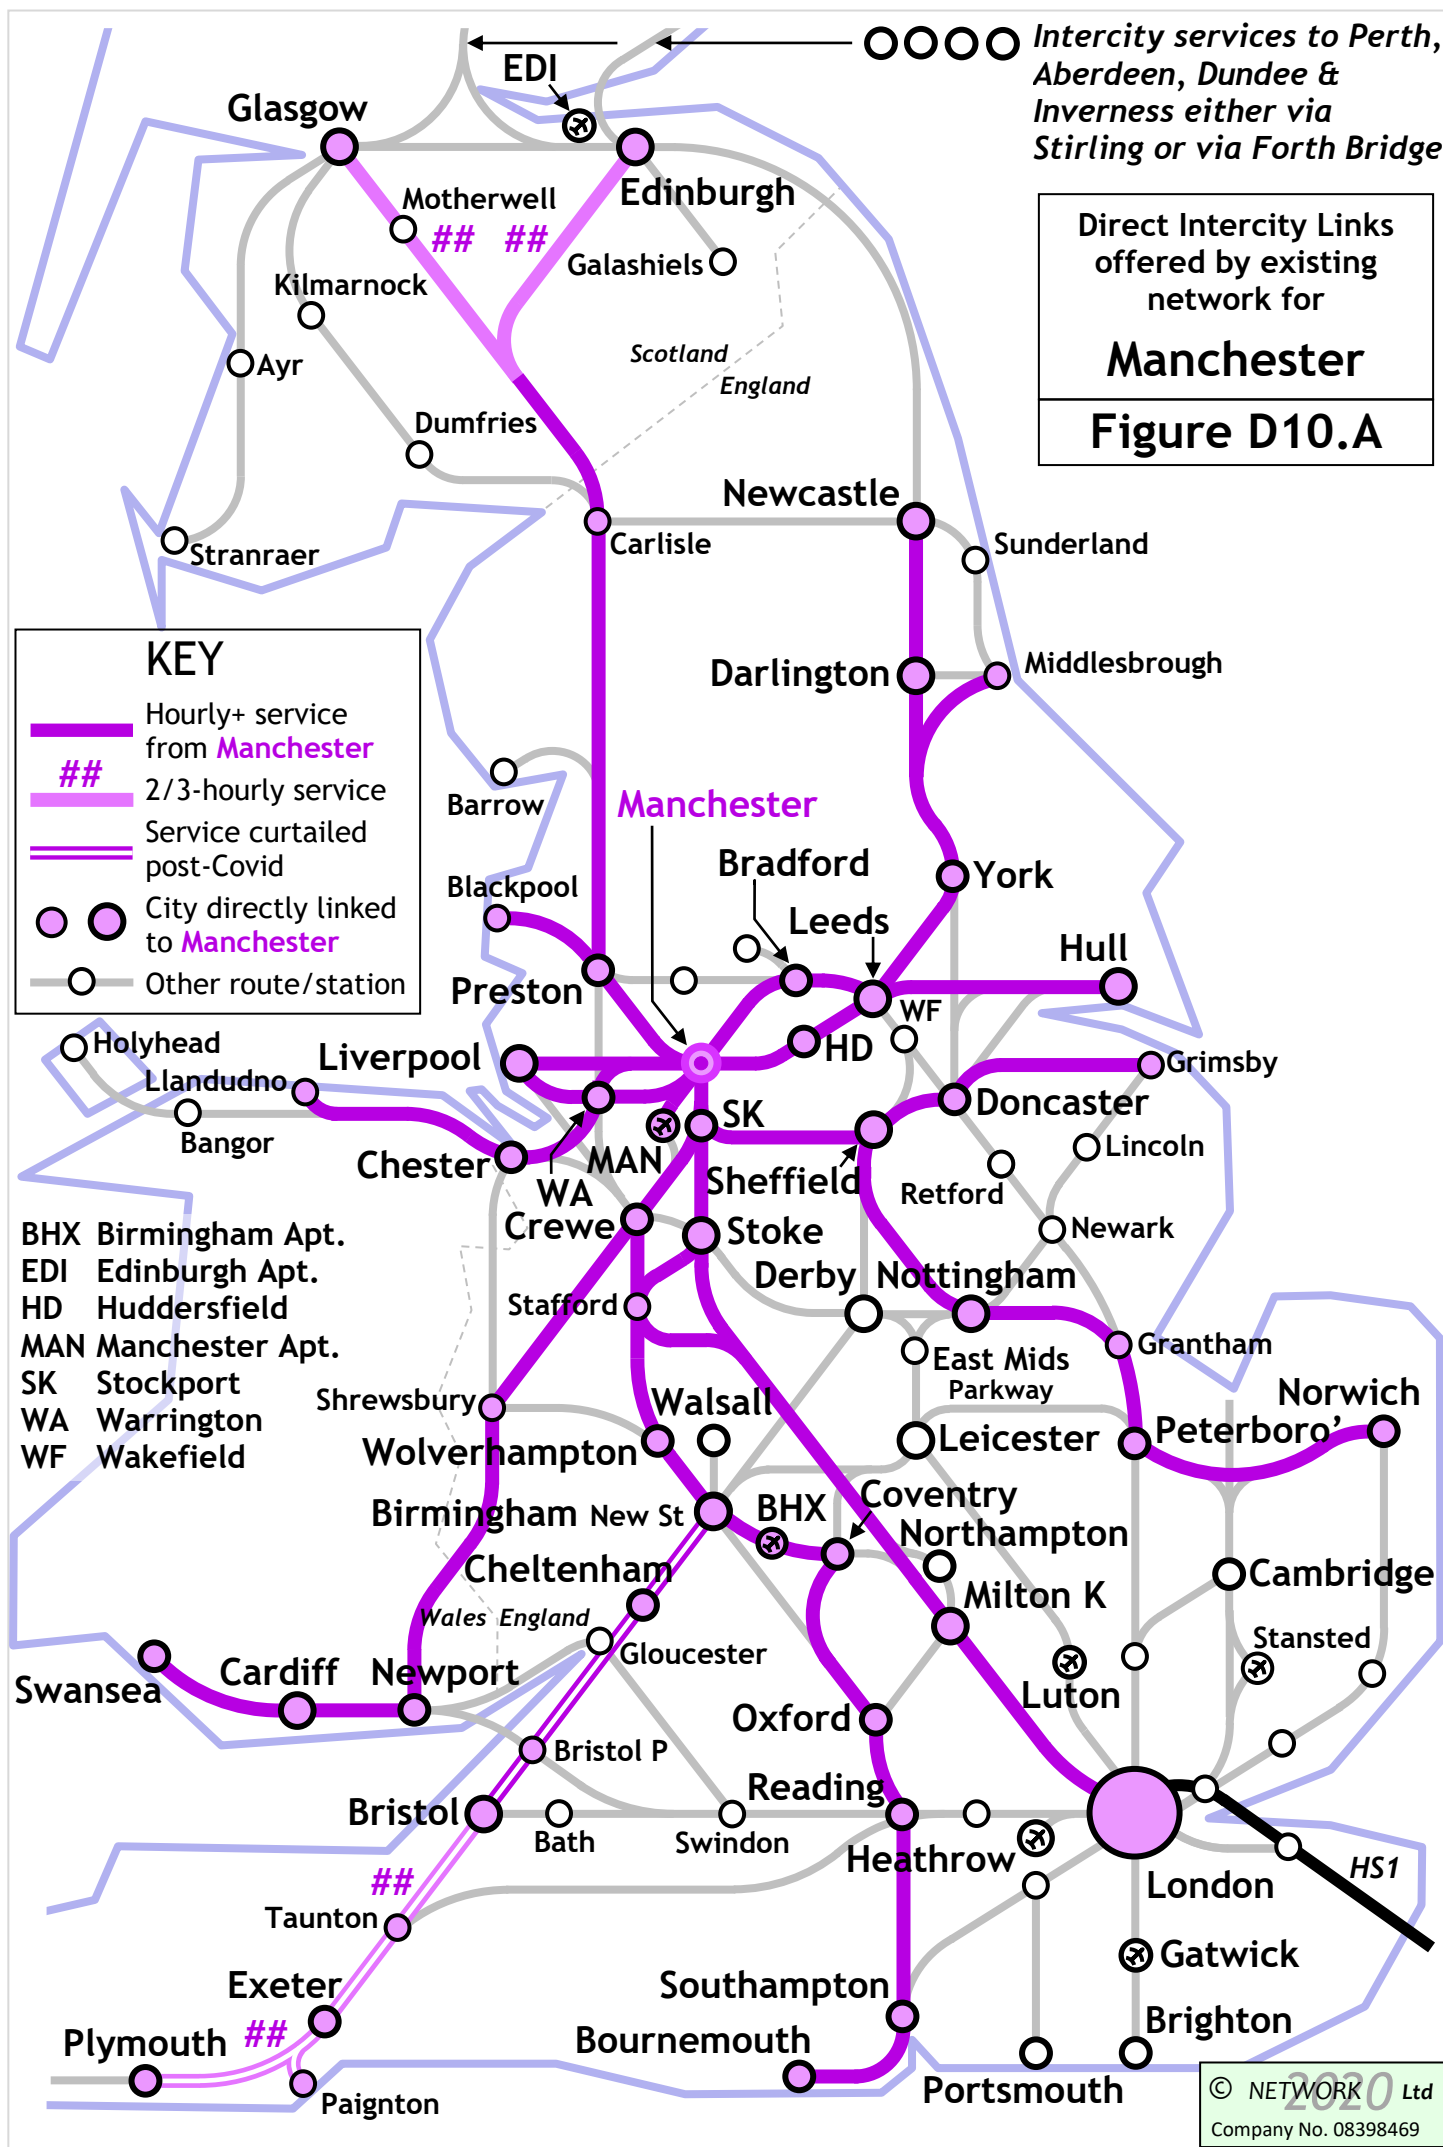 Intercity services to Perth,
Aberdeen, Dundee &
Inverness either via
Stirling or via Forth Bridge
EDI
Glasgow
Edinburgh
Motherwell
## ##
Galashiels
Kilmarnock
Direct Intercity Links
offered by existing
network for
Manchester
Figure D10.A
Scotland
England
Ayr
Dumfries
Newcastle
Carlisle
Sunderland
Stranraer
KEY
Hourly+ service
from Manchester
##
2/3-hourly service
Service curtailed
post-Covid
City directly linked
to Manchester
Other route/station
Darlington
Middlesbrough
Barrow
Manchester
Bradford
York
Blackpool
Leeds
Hull
Preston
WF
Holyhead
Liverpool
HD
Llandudno
Grimsby
Bangor
SK
Doncaster
Chester
MAN
Lincoln
WA
Sheffield
Retford
Crewe
Stoke
Newark
BHX Birmingham Apt.
EDI Edinburgh Apt.
HD Huddersfield
MAN Manchester Apt.
SK Stockport
WA Warrington
WF Wakefield
Derby
Nottingham
Stafford
East Mids
Parkway
Grantham
Shrewsbury
Walsall
Norwich
Wolverhampton
Leicester
Peterboro’
Birmingham New St
BHX
Coventry
Northampton
Cheltenham
Cambridge
Milton K
Wales England
Gloucester
Stansted
Swansea
Cardiff
Newport
Luton
Oxford
Bristol P
Reading
Bristol
Bath
Swindon
Heathrow
HS1
##
London
Taunton
Gatwick
Exeter
Southampton
##
Plymouth
Bournemouth
Brighton
Paignton
Portsmouth
© NETWORK 2020 Ltd
Company No. 08398469